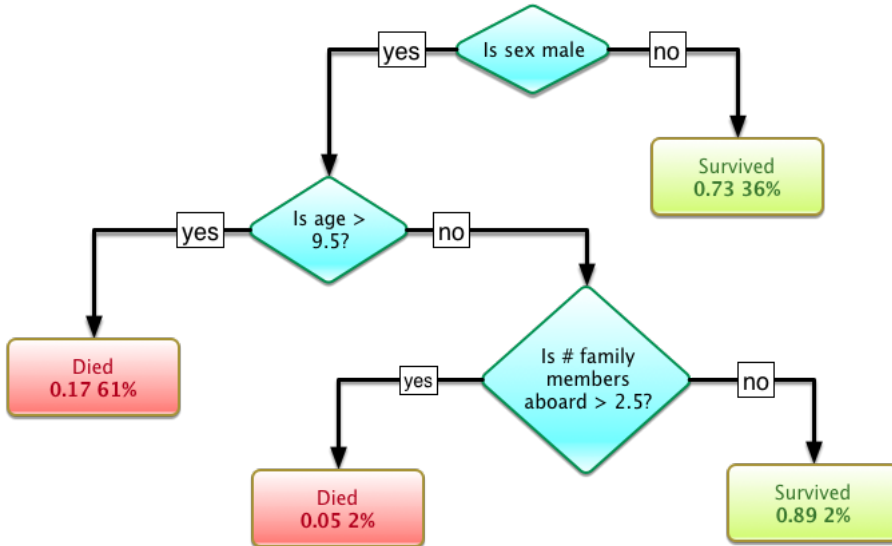 Is sex male
yes
no
Survived
0.73 36%
Is age >
9.5?
yes
no
Died
0.17 61%
Is # family
members
aboard > 2.5?
yes
no
Died
0.05 2%
Survived
0.89 2%